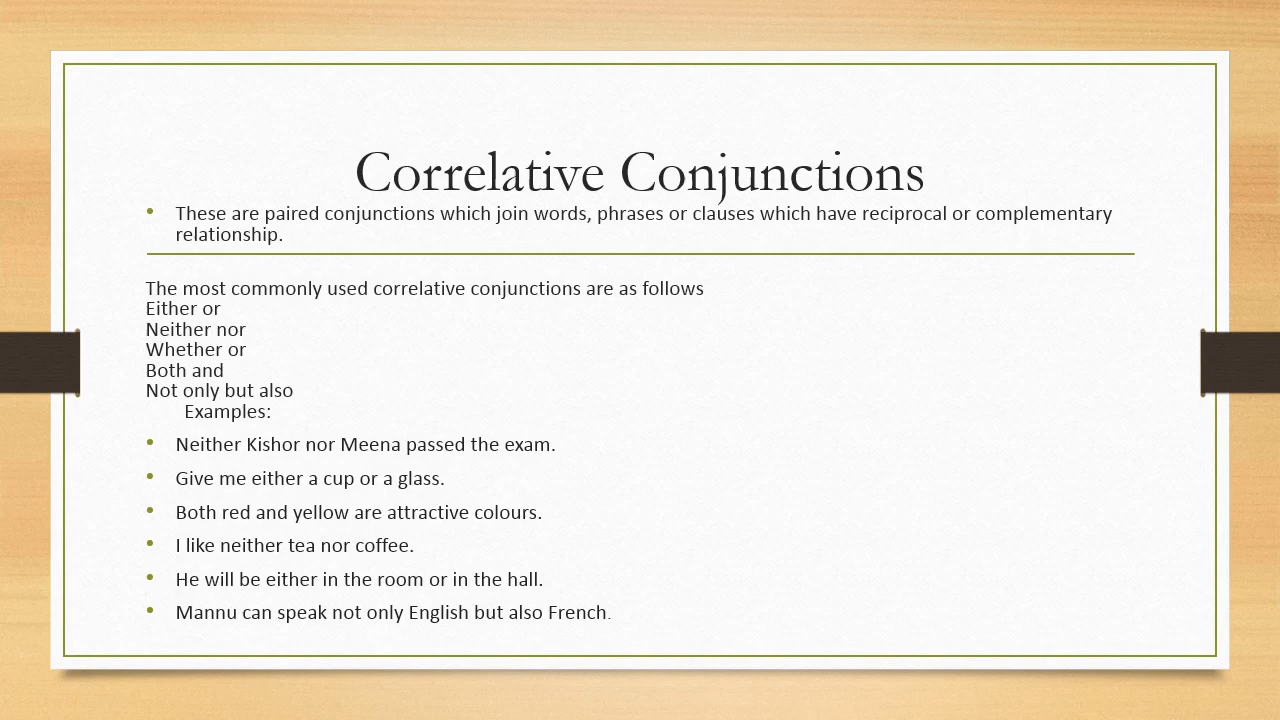 Correlative Conjunctions
• These are paired conjunctions which join words, phrases or clauses which have reciprocal or complementary
relationship.
The most commonly used correlative conjunctions are as follows
Either or
Neither nor
Whether or
Both and
Not only but also
Examples:
• Neither Kishor nor Meena passed the exam.
• Give me either a cup or a glass.
• Both red and yellow are attractive colours.
• I like neither tea nor coffee.
• He will be either in the room or in the hall.
• Mannu can speak not only English but also French.